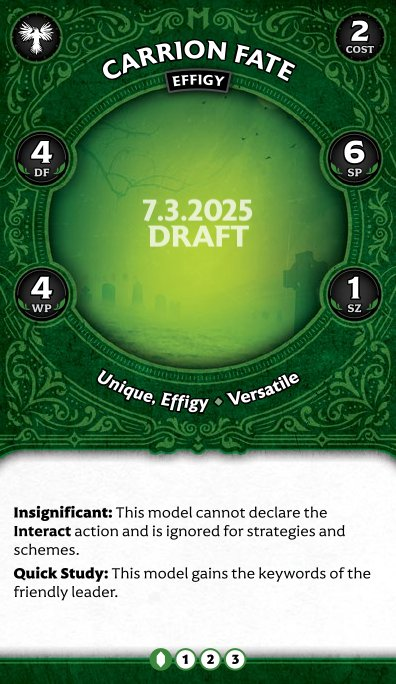 2
COST
CARRION FATE
EFFIGY
4
DF
6
SP
7.3.2025
DRAFT
4
WP
1
SZ
Unique, Effigy ◆ Versatile
Insignificant: This model cannot declare the
Interact action and is ignored for strategies and
schemes.
Quick Study: This model gains the keywords of the
friendly leader.
1 2 3